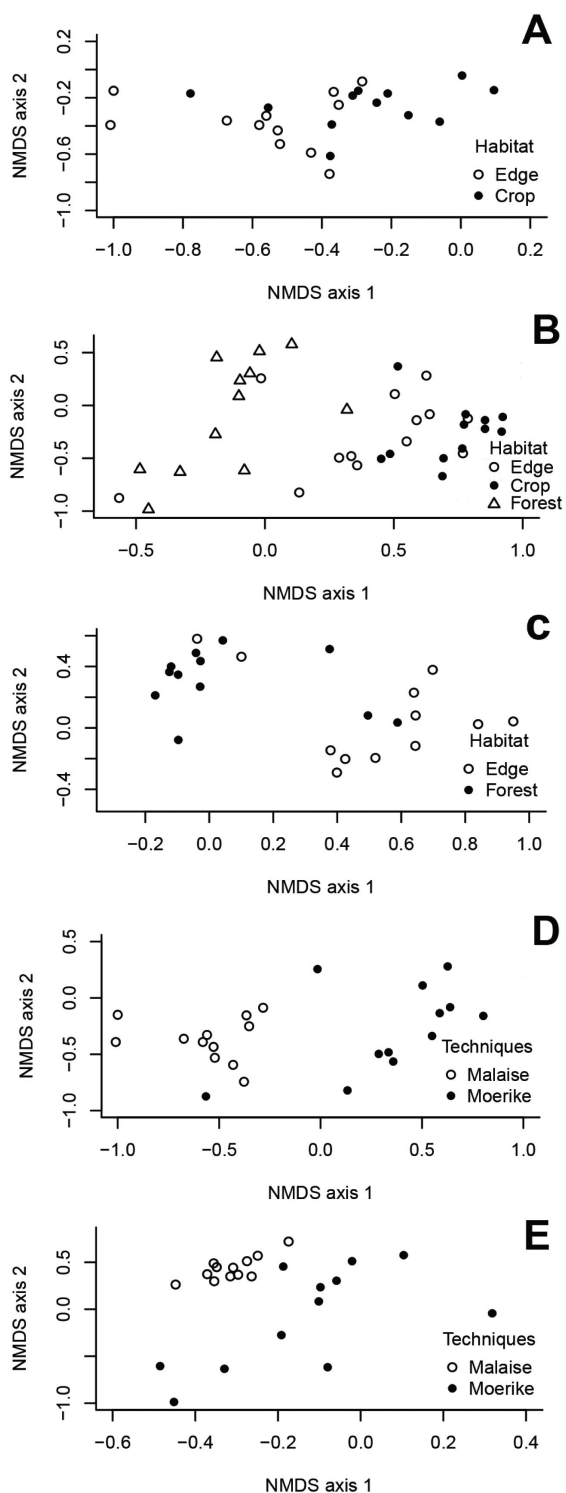 A
0.2
−0.2
−0.6
−1.0
NMDS axis 2
Habitat
Edge
Crop
−1.0 −0.8 −0.6 −0.4 −0.2 0.0 0.2
NMDS axis 1
B
0.5
0.0
−0.5
−1.0
NMDS axis 2
Habitat
Edge
Crop
Forest
−0.5 0.0 0.5 1.0
NMDS axis 1
C
0.4
0.0
−0.4
NMDS axis 2
Habitat
Edge
Forest
−0.2 0.0 0.2 0.4 0.6 0.8 1.0
NMDS axis 1
D
0.5
0.0
−0.5
−1.0
NMDS axis 2
Techniques
Malaise
Moerike
−1.0 −0.5 0.0 0.5 1.0
NMDS axis 1
E
0.5
0.0
−1.0
NMDS axis 2
Techniques
Malaise
Moerike
−0.6 −0.4 −0.2 0.0 0.2 0.4
NMDS axis 1